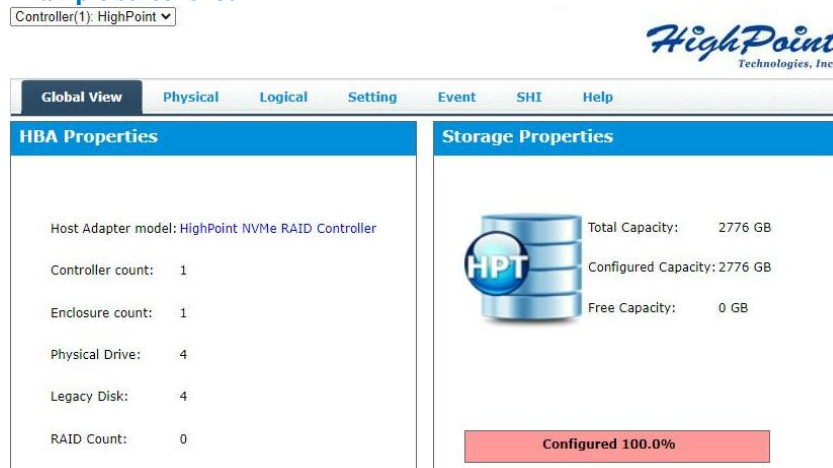 Controller(1): HighPoint
HighPoint
Technologies, Inc
Global View Physical Logical Setting Event SHI Help
HBA Properties
Host Adapter model: HighPoint NVMe RAID Controller
Controller count: 1
Enclosure count: 1
Physical Drive: 4
Legacy Disk: 4
RAID Count: 0
Storage Properties
HPT
Total Capacity: 2776 GB
Configured Capacity: 2776 GB
Free Capacity: 0 GB
Configured 100.0%